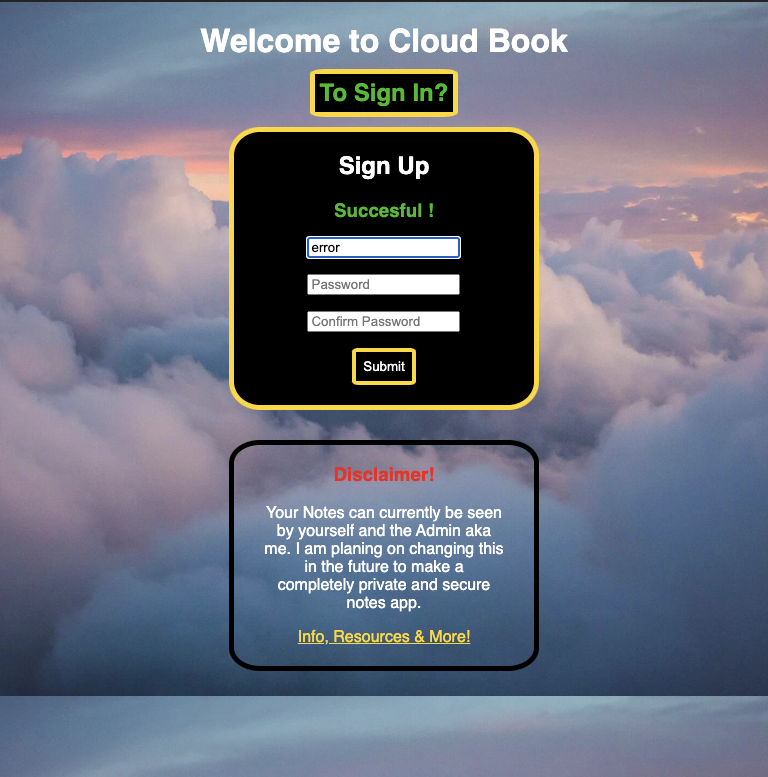 Welcome to Cloud Book
To Sign In?
Sign Up
Succesful !
error
Password
Confirm Password
Submit
Disclaimer!
Your Notes can currently be seen
by yourself and the Admin aka
me. I am planing on changing this
in the future to make a
completely private and secure
notes app.
Info, Resources & More!